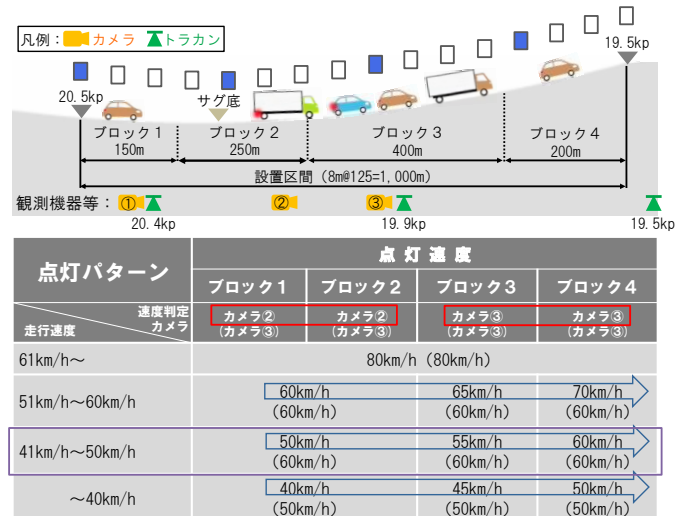 凡例：カメラ トラカン
19.5kp
20.5kp
サグ底
ブロック１ ブロック２ ブロック３ ブロック４
150m 250m 400m 200m
設置区間（8m@125=1,000m）
観測機器等：① ② ③
20.4kp 19.9kp 19.5kp
点灯パターン 点灯速度
ブロック１ ブロック２ ブロック３ ブロック４
走行速度 速度判定カメラ カメラ② カメラ② カメラ③ カメラ③
(カメラ③) (カメラ③) (カメラ③) (カメラ③)
61km/h～ 80km/h（80km/h）
51km/h～60km/h 60km/h 65km/h 70km/h
(60km/h) (60km/h) (60km/h)
41km/h～50km/h 50km/h 55km/h 60km/h
(60km/h) (60km/h) (60km/h)
～40km/h 40km/h 45km/h 50km/h
(50km/h) (50km/h) (50km/h)